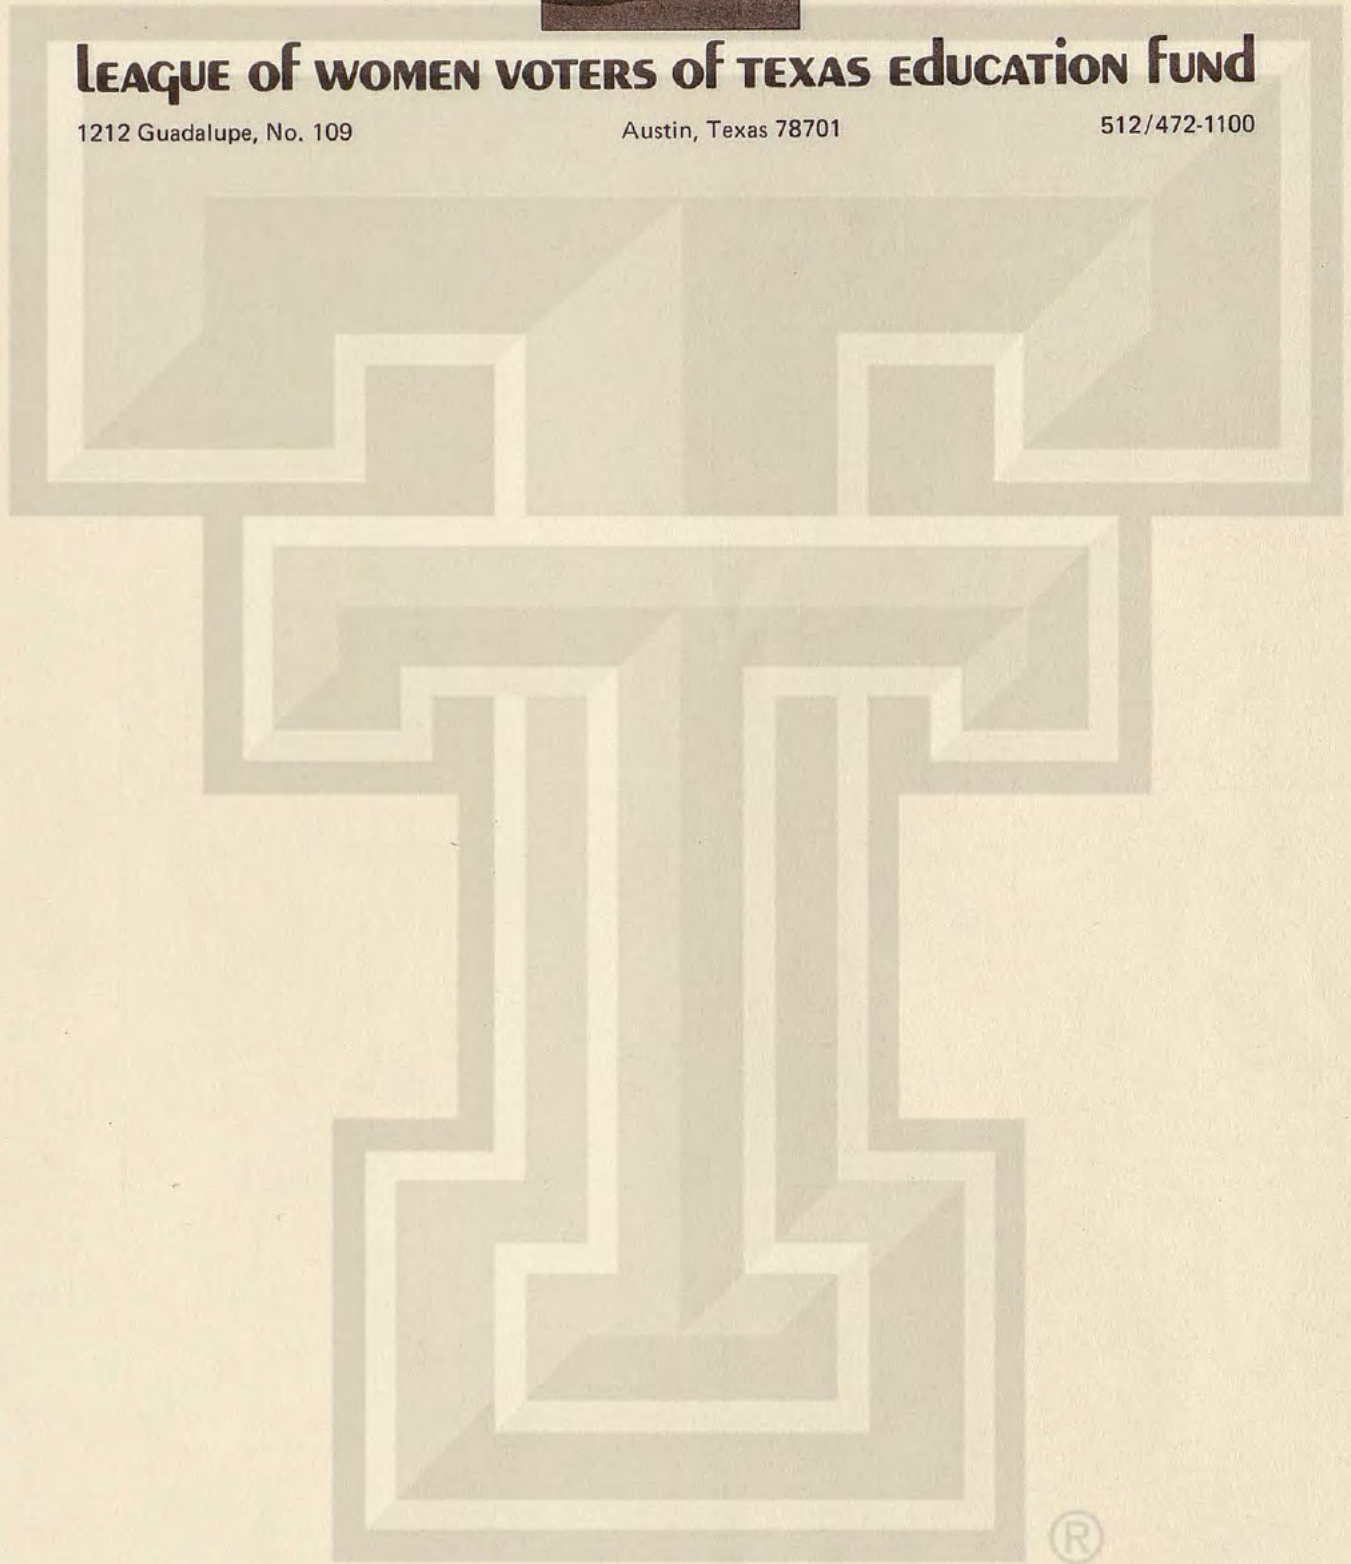 LEAGUE of WOMEN VOTERS of TEXAS EDUCATION FUND
1212 Guadalupe, No. 109 Austin, Texas 78701 512/472-1100
®